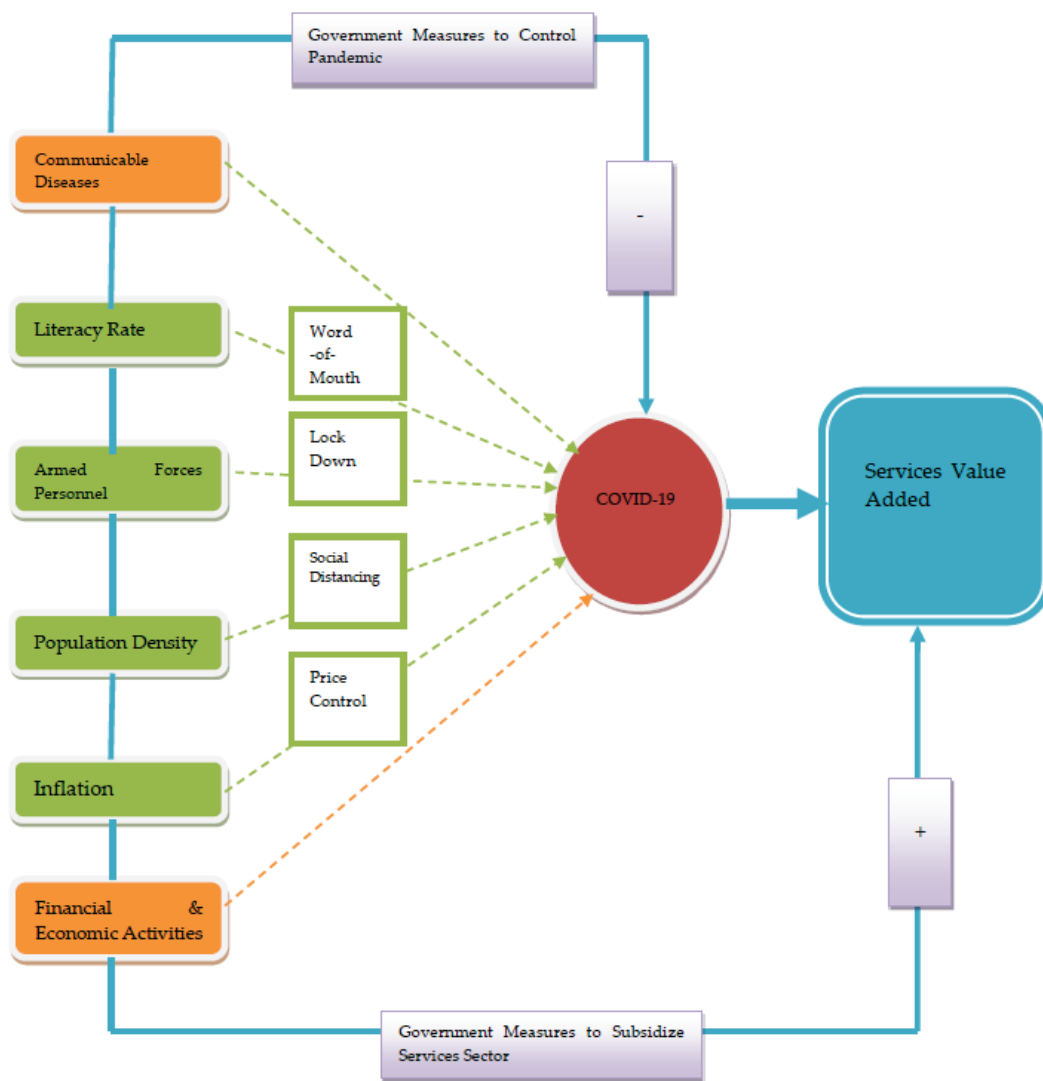 Government Measures to Control
Pandemic
Communicable
Diseases
-
Literacy Rate
Word
-of-
Mouth
Armed Forces
Personnel
Lock
Down
COVID-19
Services Value
Added
Social
Distancing
Population Density
Price
Control
Inflation
+
Financial &
Economic Activities
Government Measures to Subsidize
Services Sector